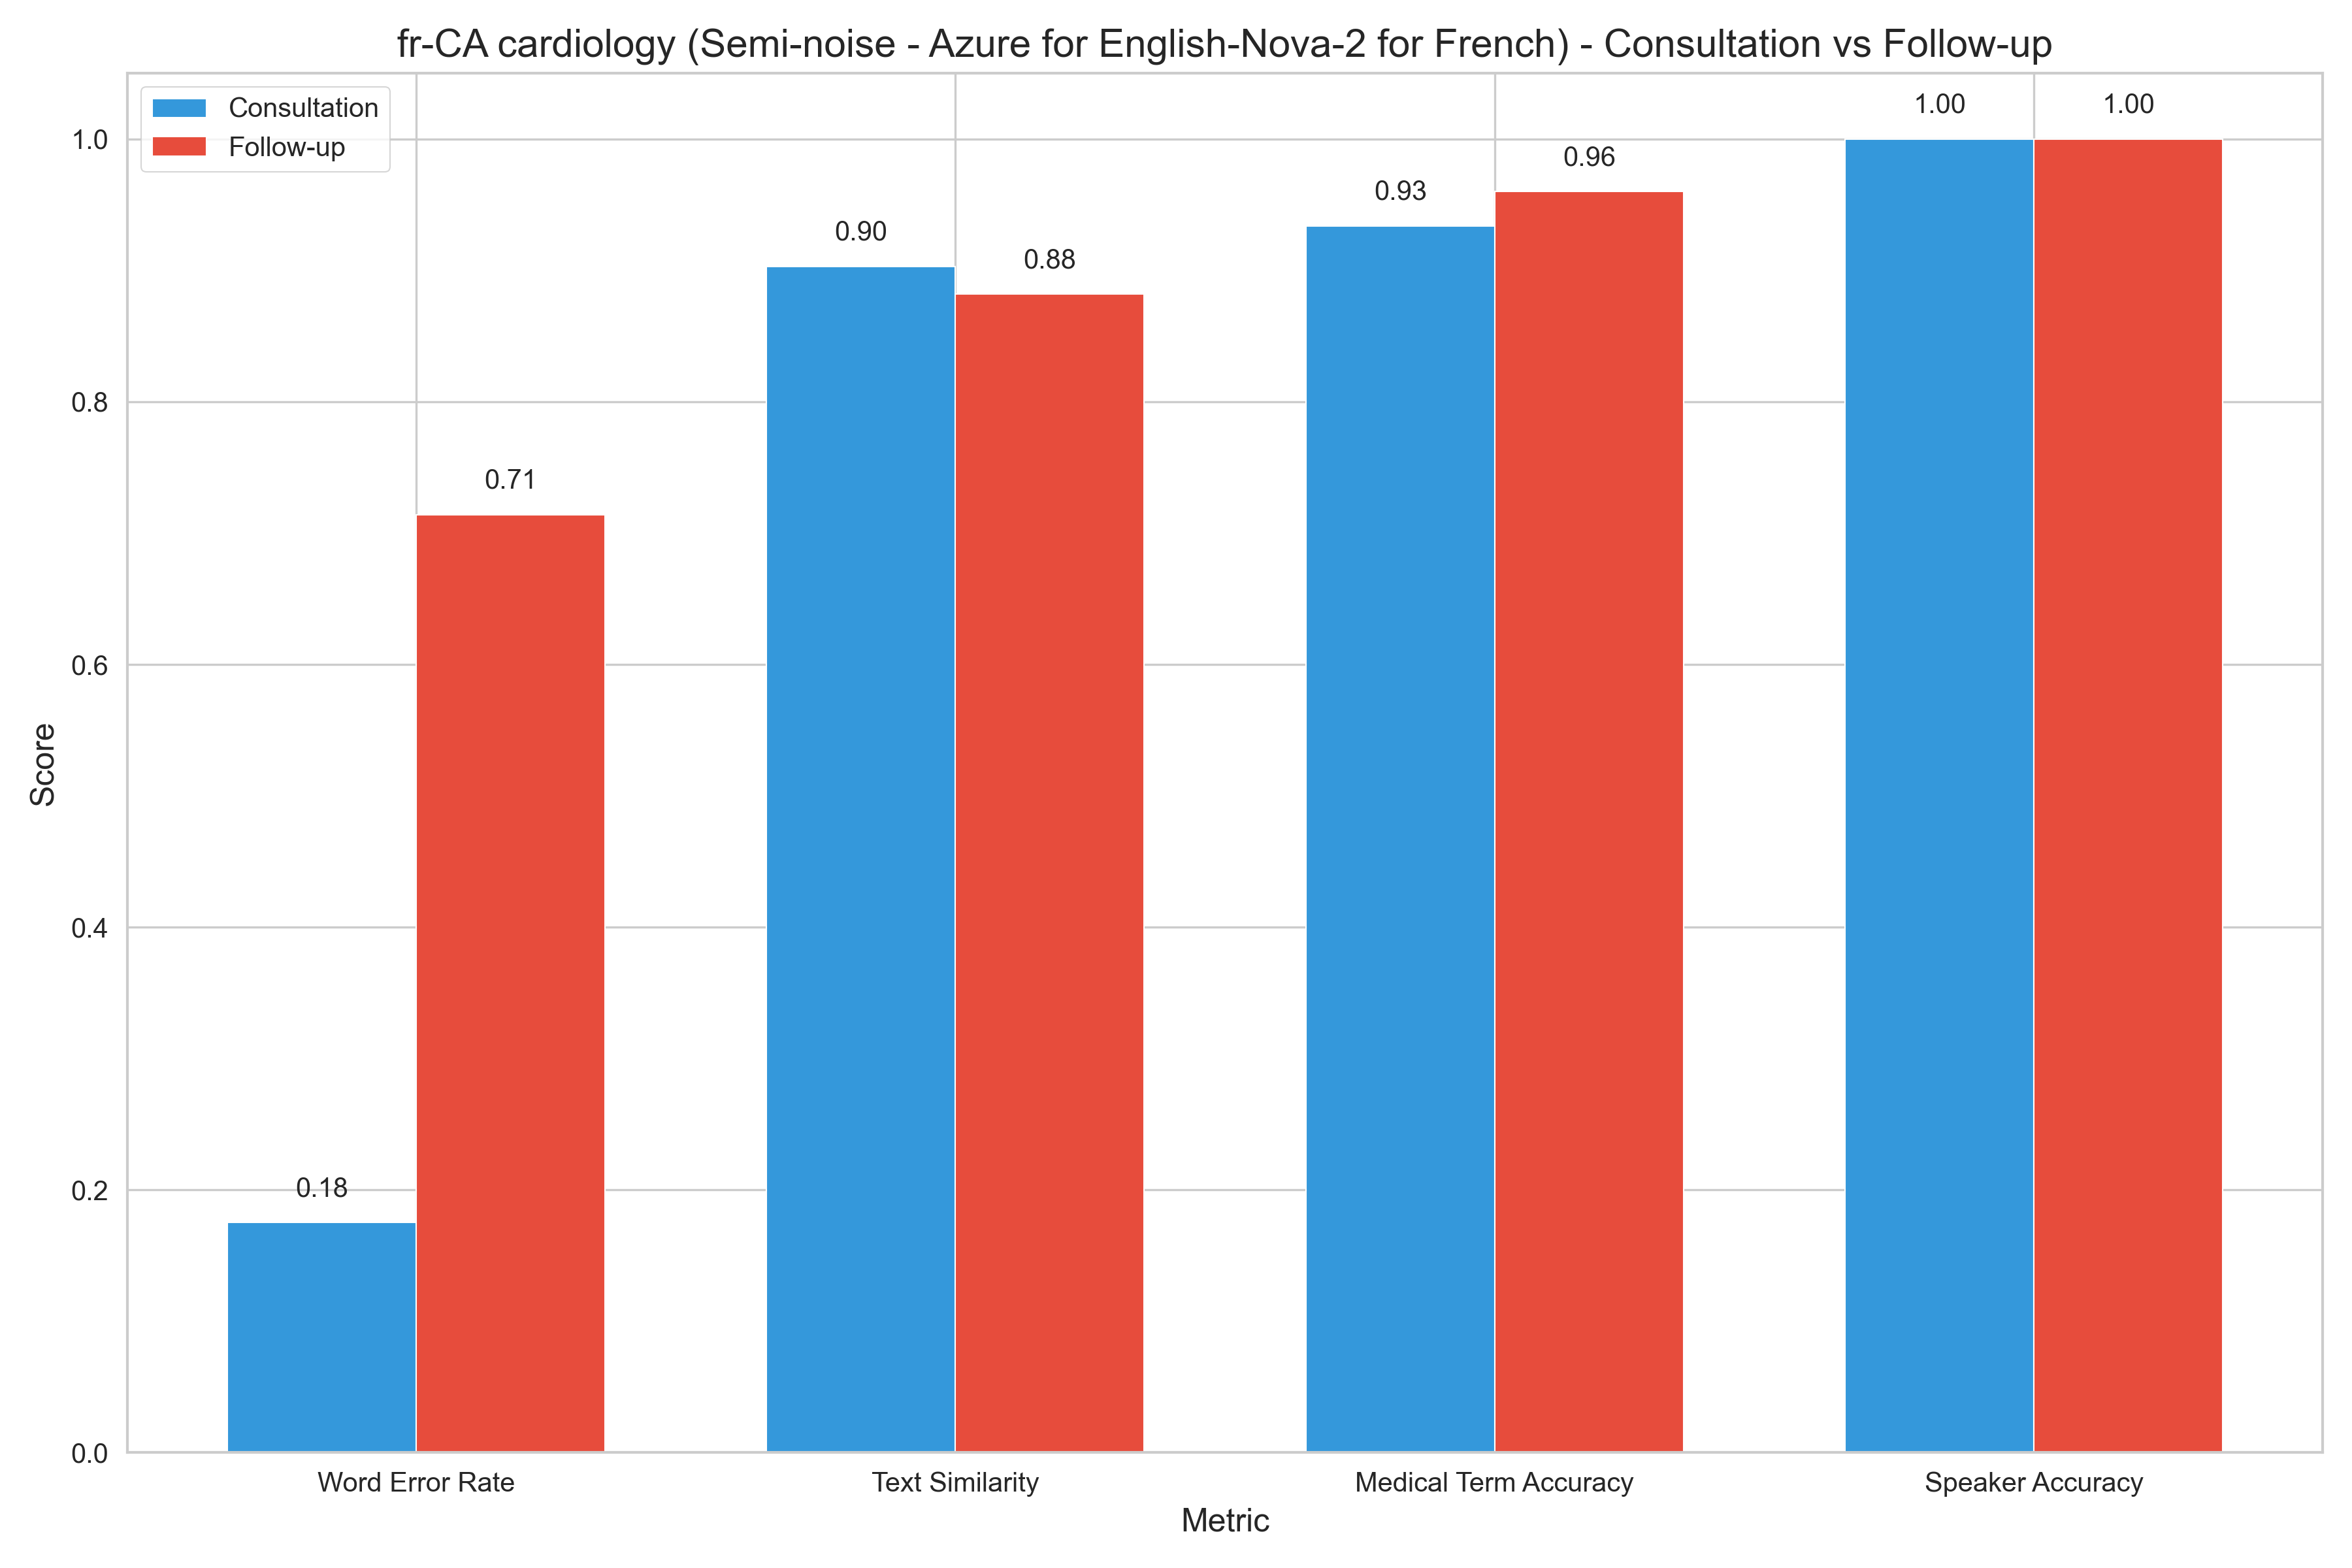 fr-CA cardiology (Semi-noise - Azure for English-Nova-2 for French) - Consultation vs Follow-up
Consultation
Follow-up
1.0
0.8
0.6
0.4
0.2
0.0
Score
0.18
0.71
0.90
0.88
0.93
0.96
1.00
1.00
Word Error Rate
Text Similarity
Medical Term Accuracy
Speaker Accuracy
Metric